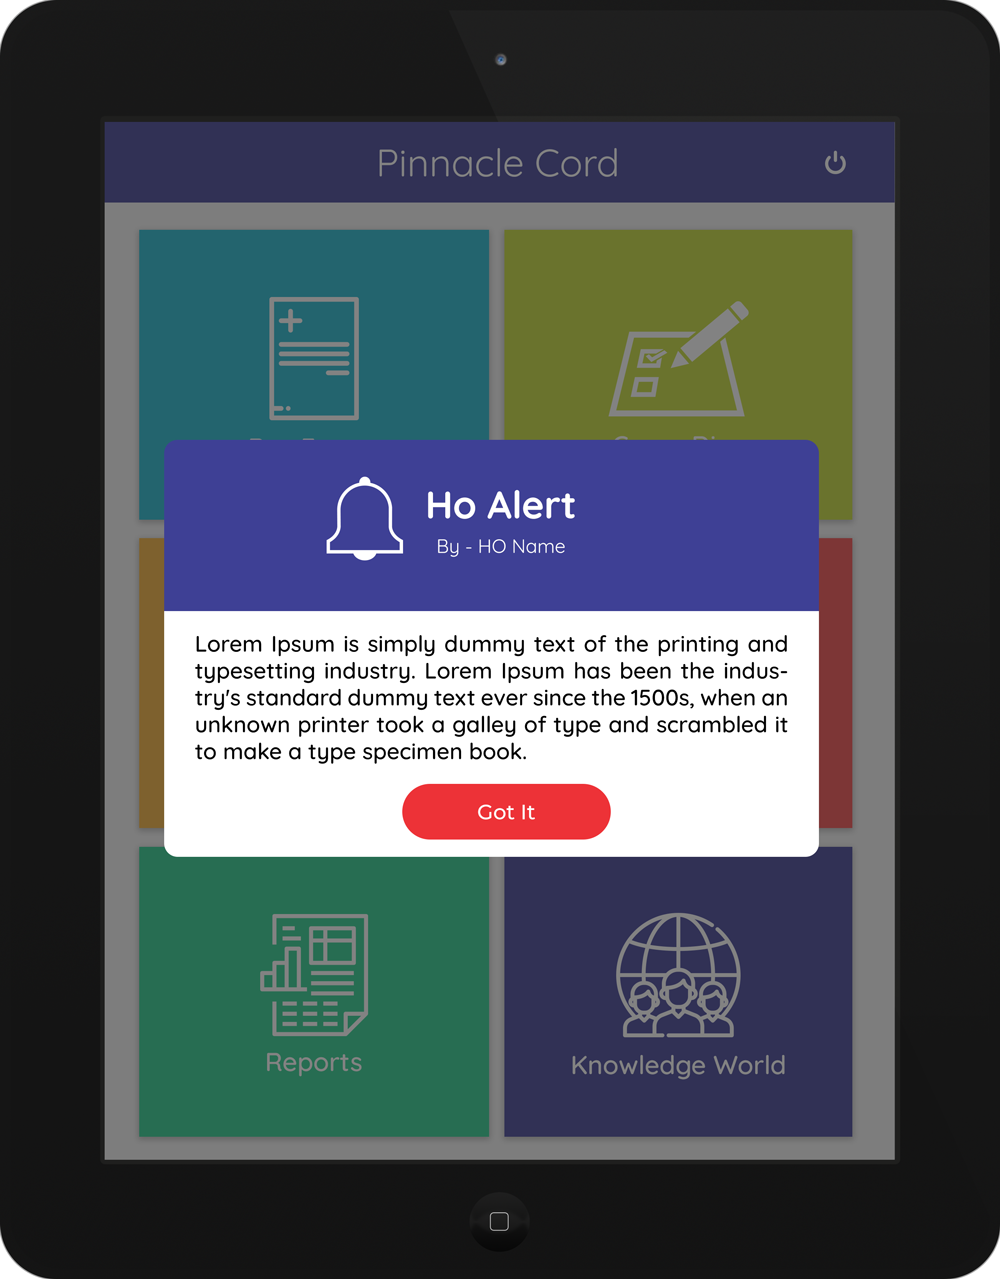 Pinnacle Cord
Ho Alert
By - HO Name
Lorem Ipsum is simply dummy text of the printing and
typesetting industry. Lorem Ipsum has been the indus-
try's standard dummy text ever since the 1500s, when an
unknown printer took a galley of type and scrambled it
to make a type specimen book.
Got It
Reports
Knowledge World